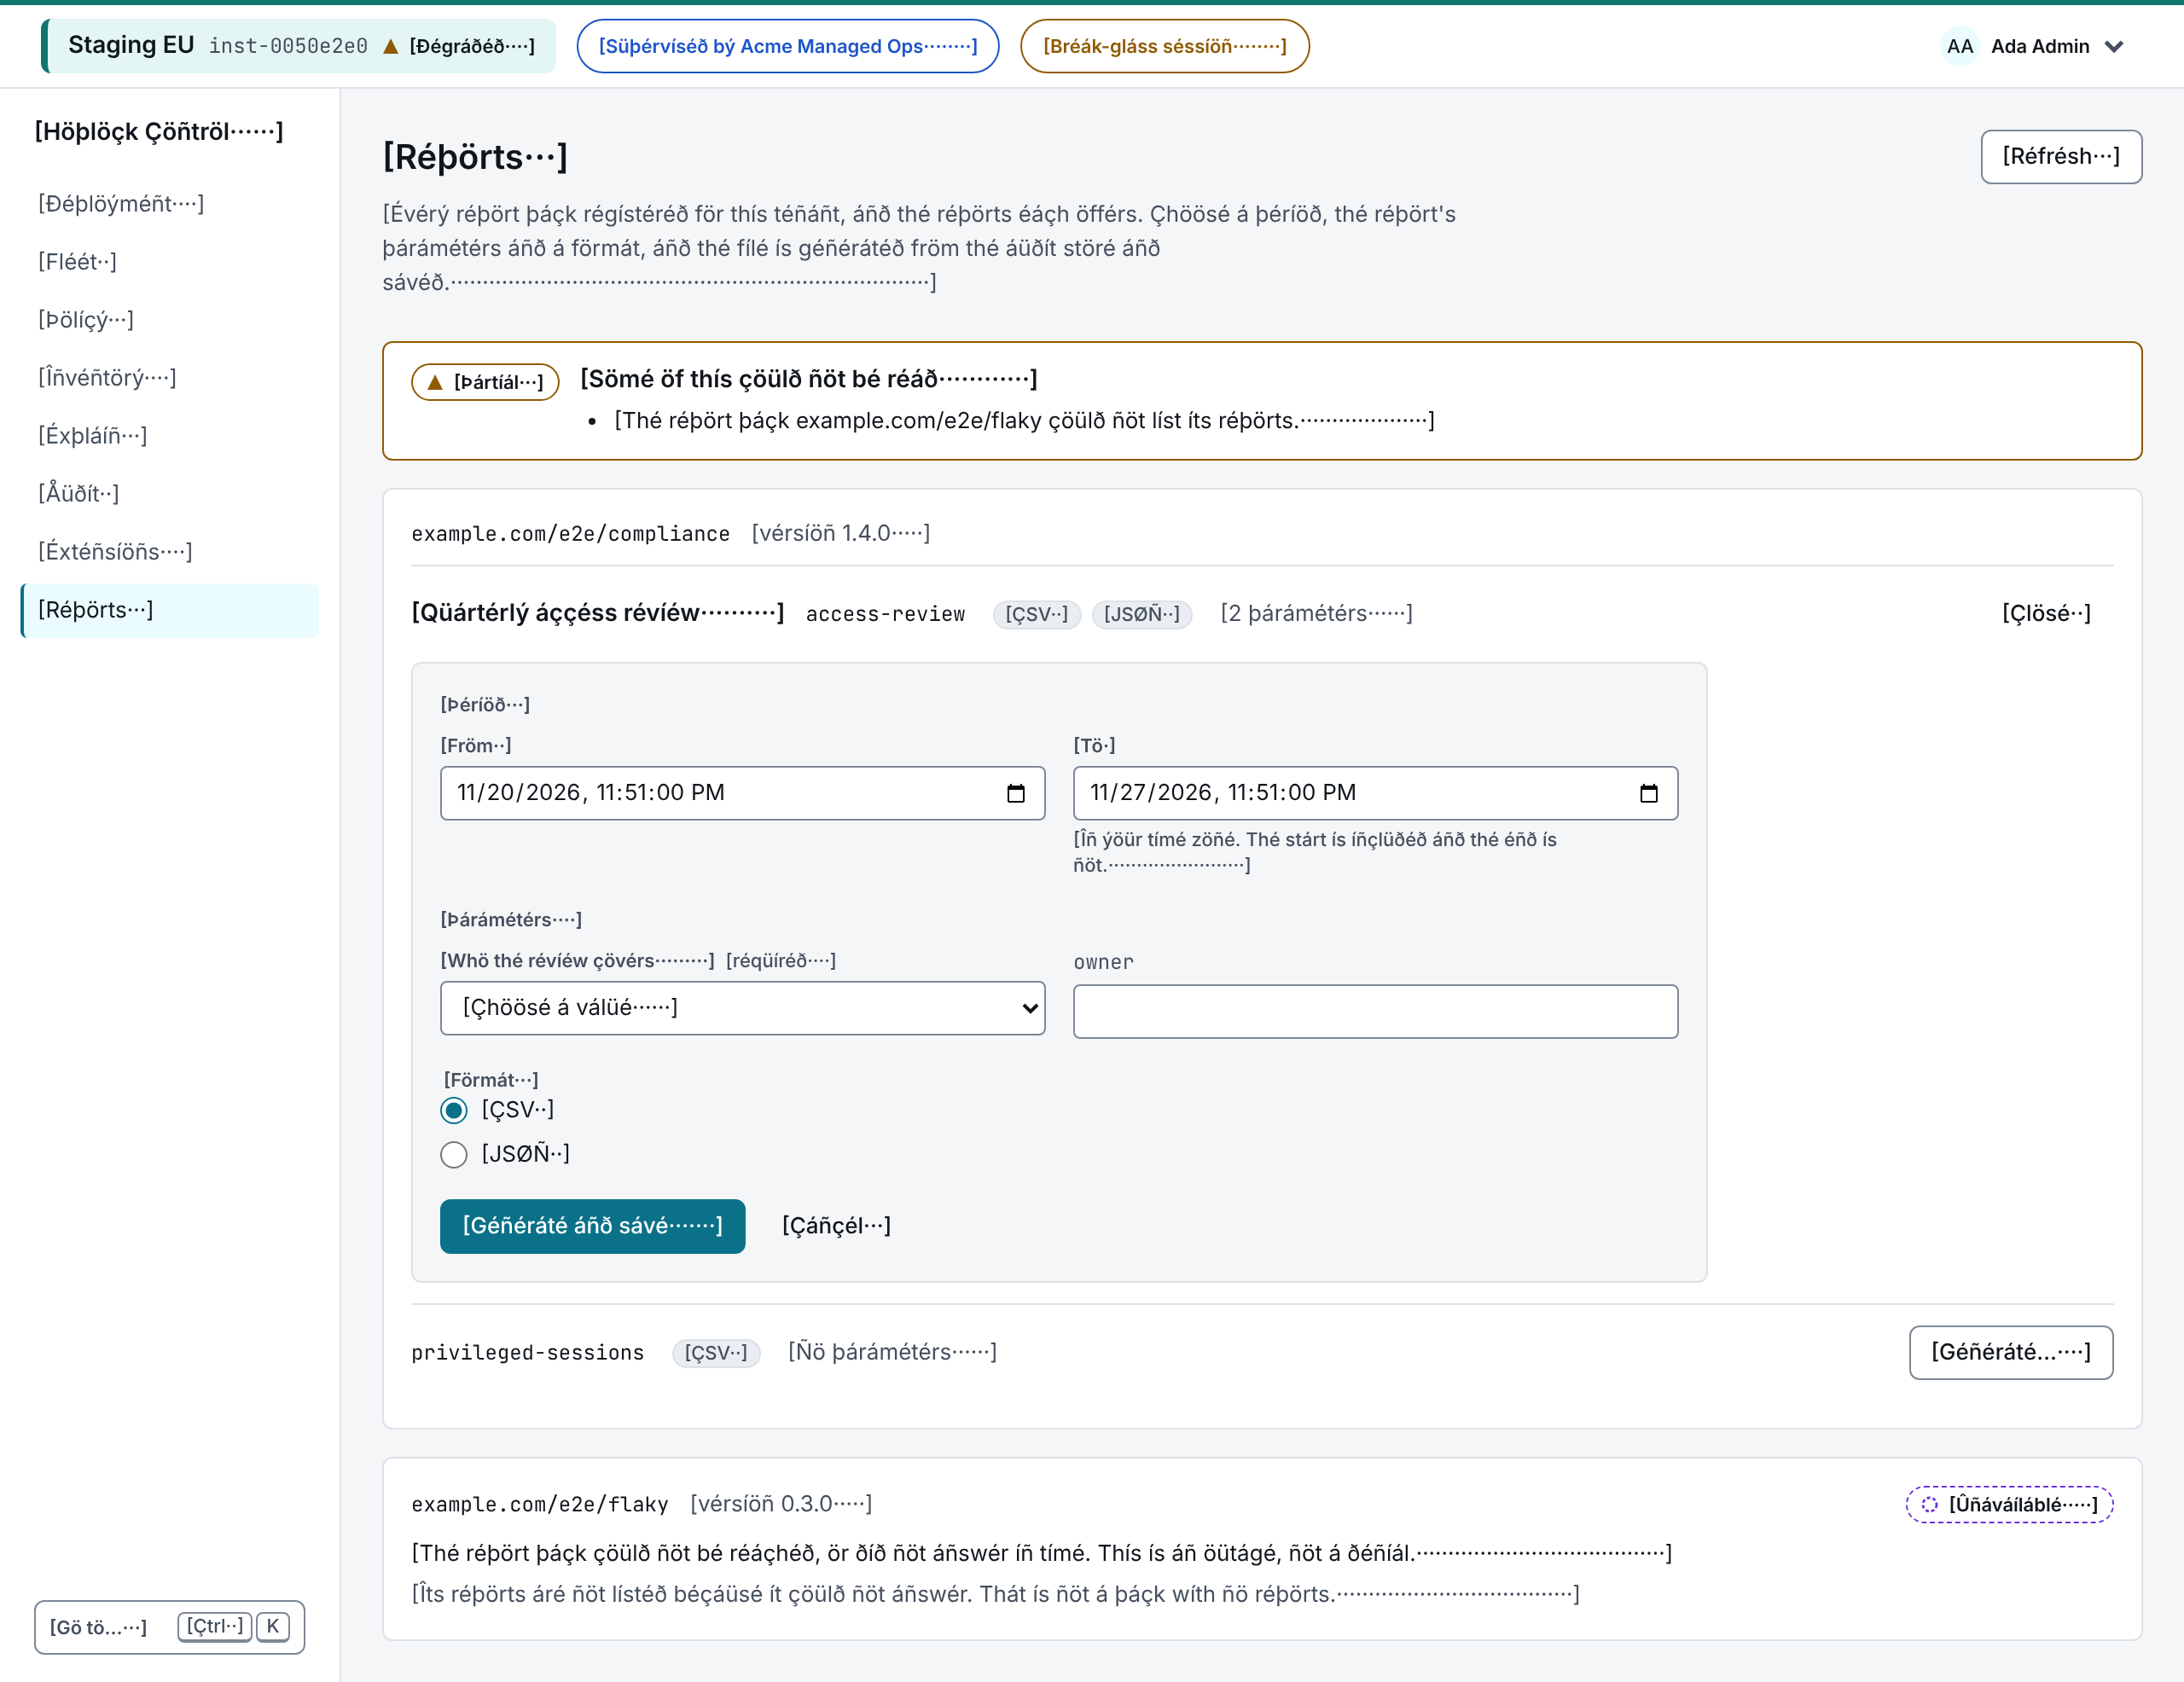 Staging EU inst-0050e2e0 ▲ [Ðégráðéð····]
[Süþérvíséð bý Acme Managed Ops········]
[Bréák-gláss séssíöñ········]
AA Ada Admin
[Höþlöçk Çöñtröl······]
[Ðéþlöýméñt····]
[Fléét··]
[Þölíçý···]
[Îñvéñtörý····]
[Éxþláíñ···]
[Åüðít··]
[Éxténsíöñs····]
[Réþörts···]
[Gö tö...···] [Çtrl··] K
[Réþörts···]
[Réfrésh···]
[Évérý réþört þáçk régístéréð för thís téñáñt, áñð thé réþörts éáçh öfférs. Çhöösé á þéríöð, thé réþört's
þárámétérs áñð á förmát, áñð thé fílé ís géñérátéð fröm thé áüðít störé áñð
sávéð.··········································································]
▲ [Þártíál···]
[Sömé öf thís çöülð ñöt bé réáð············]
• [Thé réþört þáçk example.com/e2e/flaky çöülð ñöt líst íts réþörts.····················]
example.com/e2e/compliance [vérsíöñ 1.4.0·····]
[Qüártérlý áççéss révíéw··········] access-review [ÇSV··] [JSØÑ··] [2 þárámétérs······]
[Çlösé··]
[Þéríöð···]
[Fröm··]
11/20/2026, 11:51:00 PM
[Tö·]
11/27/2026, 11:51:00 PM
[Îñ ýöür tímé zöñé. Thé stárt ís íñçlüðéð áñð thé éñð ís
ñöt.························]
[Þárámétérs····]
[Whö thé révíéw çövérs·········] [réqüíréð····]
[Çhöösé á válüé······]
owner
[Förmát···]
[ÇSV··]
[JSØÑ··]
[Géñéráté áñð sávé·······]
[Çáñçél···]
privileged-sessions [ÇSV··] [Ñö þárámétérs······]
[Géñéráté...····]
example.com/e2e/flaky [vérsíöñ 0.3.0·····]
[Ûñáváíláblé·····]
[Thé réþört þáçk çöülð ñöt bé réáçhéð, ör ðíð ñöt áñswér íñ tímé. Thís ís áñ öütágé, ñöt á ðéñíál.······································]
[Îts réþörts áré ñöt lístéð béçáüsé ít çöülð ñöt áñswér. Thát ís ñöt á þáçk wíth ñö réþörts.····································]